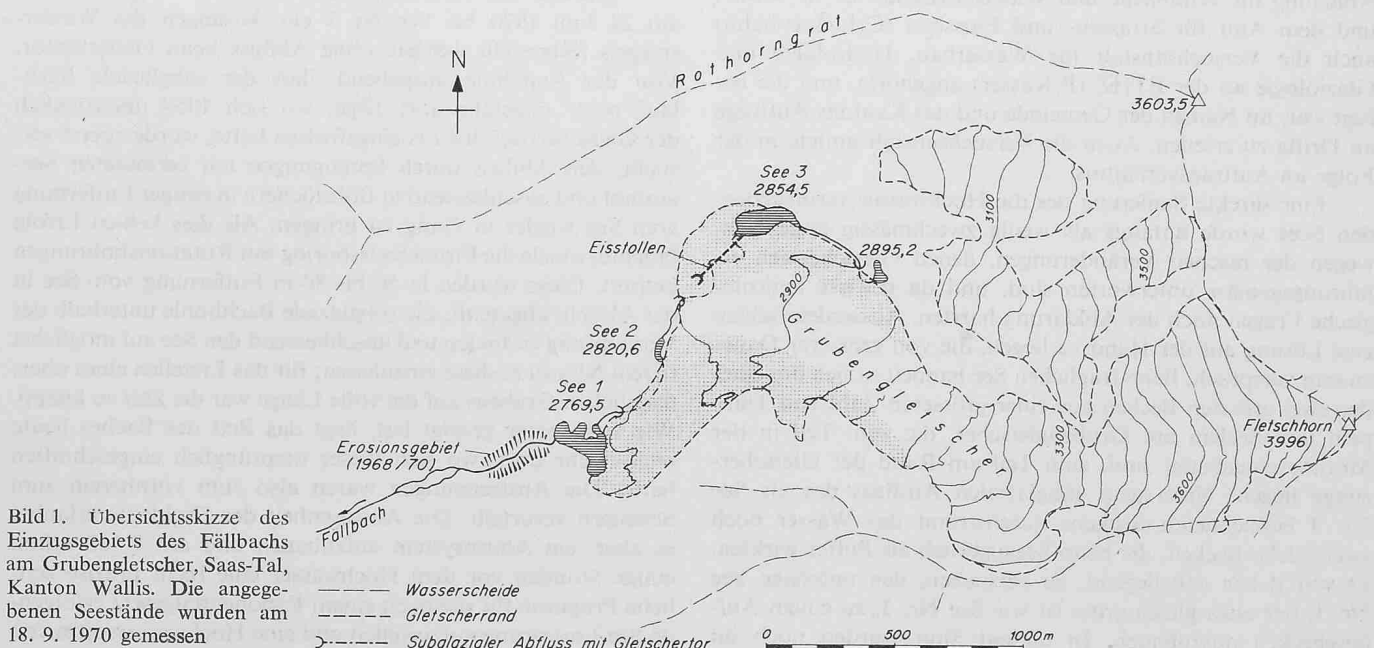 N
Rothorngrat
3603,5
See 3
2854,5
3100
Eisstollen
2895,2
2900
3500
See 2
2820,6
Grubengletscher
See 1
2769,5
Fletschhorn
(3996)
3300
Erosionsgebiet
(1968/70)
3600
Fällbach
Bild 1. Übersichtsskizze des
Einzugsgebiets des Fällbachs
am Grubengletscher, Saas-Tal,
Kanton Wallis. Die angege-
benen Seestände wurden am
18. 9. 1970 gemessen
Wasserscheide
Gletscherrand
Subglazialer Abfluss mit Gletschertor
0 500 1000m